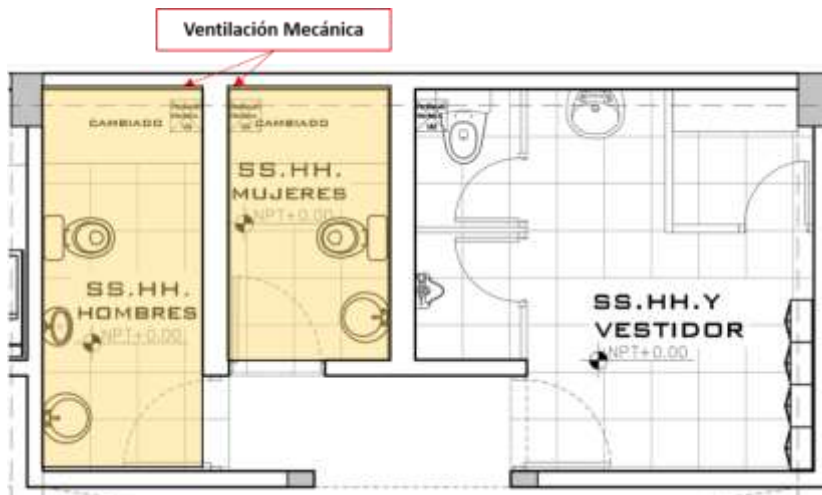 Ventilación Mecánica
CAMBIADO
CAMBIADO
SS.HH.
MUJERES
NPT+0.00
SS.HH.
HOMBRES
NPT+0.00
SS.HH.Y
VESTIDOR
NPT+0.00